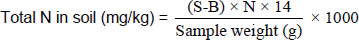 Total N in soil (mg/kg) = (S-B) × N × 14 / Sample weight (g) × 1000